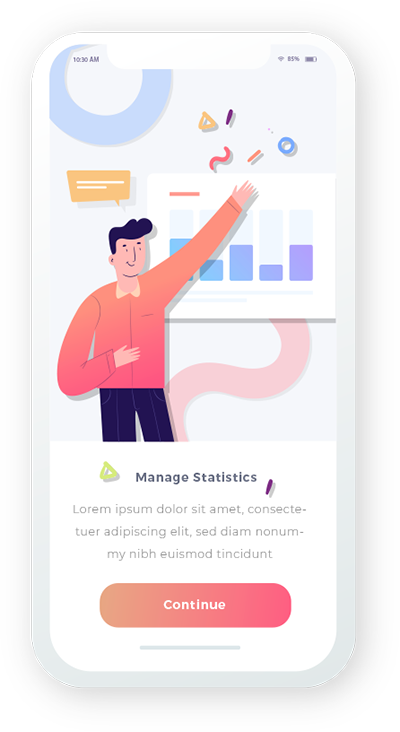 10:30 AM 85%
Manage Statistics
Lorem ipsum dolor sit amet, consecte-
tuer adipiscing elit, sed diam nonum-
my nibh euismod tincidunt
Continue